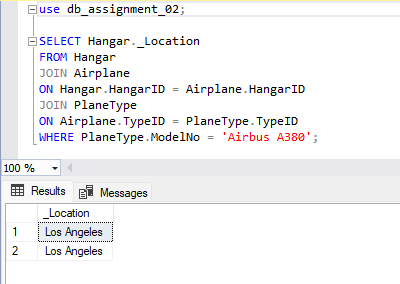 use db_assignment_02;
SELECT Hangar._Location
FROM Hangar
JOIN Airplane
ON Hangar.HangarID = Airplane.HangarID
JOIN PlaneType
ON Airplane.TypeID = PlaneType.TypeID
WHERE PlaneType.ModelNo = 'Airbus A380';
100 %
Results Messages
_Location
1 Los Angeles
2 Los Angeles